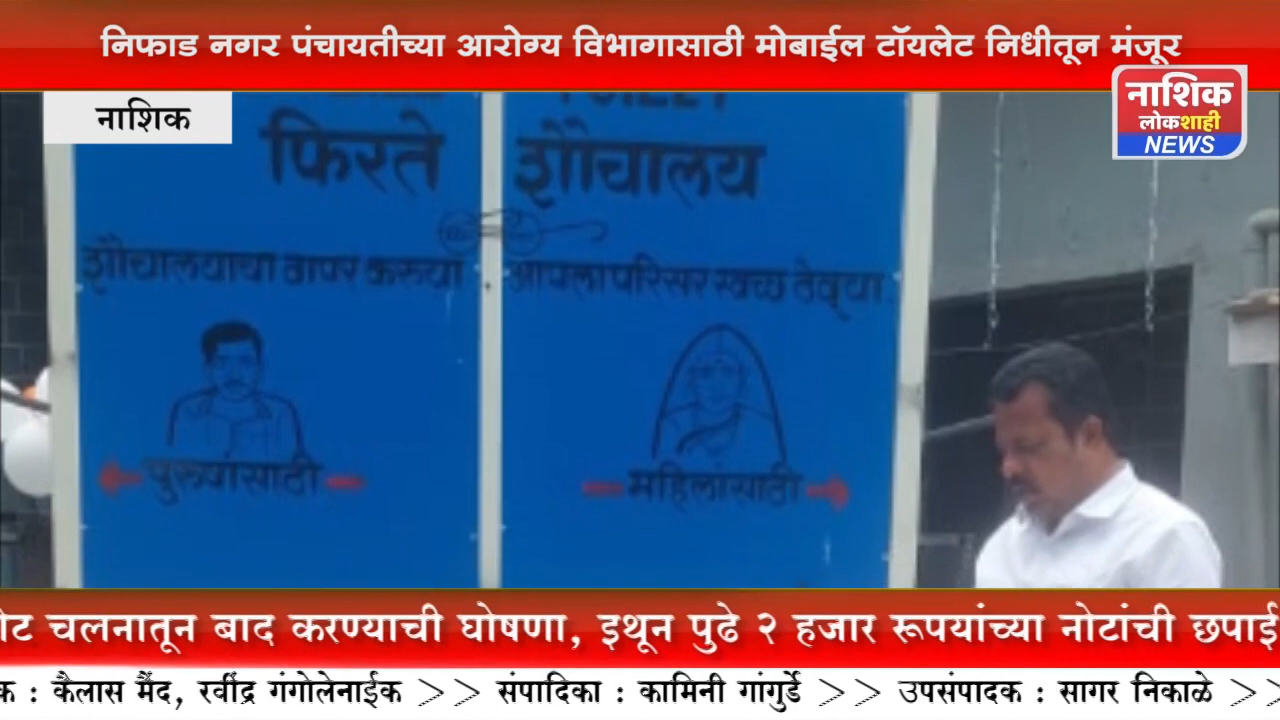 निफाड नगर पंचायतीच्या आरोग्य विभागासाठी मोबाईल टॉयलेट निधीतून मंजूर
नाशिक
नाशिक
लोकशाही
NEWS
फिरते शौचालय
शौचालयाचा वापर करुया . आपला परिसर स्वच्छ ठेवूया
पुरुषांसाठी
महिलांसाठी
ोट चलनातून बाद करण्याची घोषणा, इथून पुढे २ हजार रूपयांच्या नोटांची छपाई
क : कैलास मैंद, रवींद्र गंगोलेनाईक >> संपादिका : कामिनी गांगुर्डे >> उपसंपादक : सागर निकाळे >>